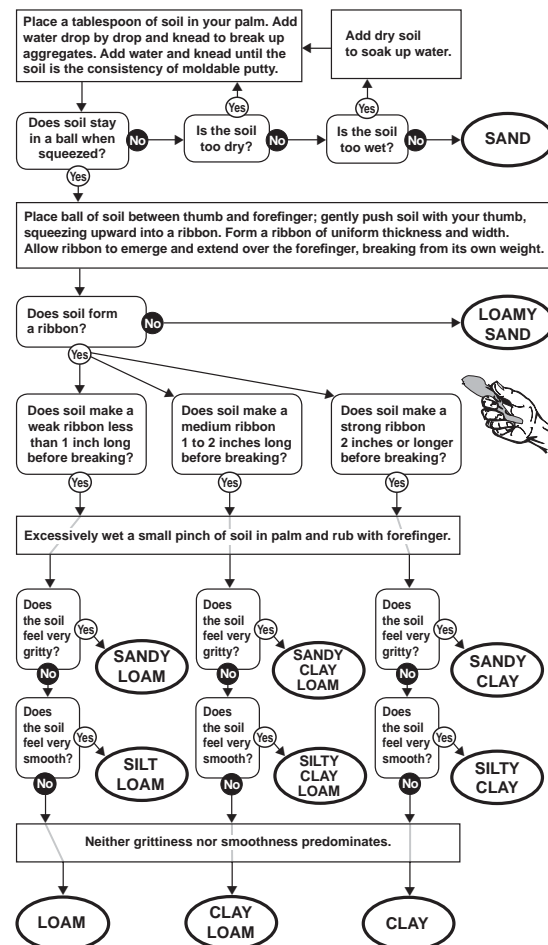 Place a tablespoon of soil in your palm. Add
water drop by drop and knead to break up
aggregates. Add water and knead until the
soil is the consistency of moldable putty.
Add dry soil
to soak up water.
Yes
Yes
Does soil stay
in a ball when
squeezed?
No
Is the soil
too dry?
No
Is the soil
too wet?
No
SAND
Yes
Place ball of soil between thumb and forefinger; gently push soil with your thumb,
squeezing upward into a ribbon. Form a ribbon of uniform thickness and width.
Allow ribbon to emerge and extend over the forefinger, breaking from its own weight.
Does soil form
a ribbon?
No
LOAMY
SAND
Yes
Does soil make a
weak ribbon less
than 1 inch long
before breaking?
Does soil make a
medium ribbon
1 to 2 inches long
before breaking?
Does soil make a
strong ribbon
2 inches or longer
before breaking?
Yes
Yes
Yes
Excessively wet a small pinch of soil in palm and rub with forefinger.
Does
the soil
feel very
gritty?
Yes
SANDY
LOAM
No
Does
the soil
feel very
gritty?
Yes
SANDY
CLAY
LOAM
No
Does
the soil
feel very
gritty?
Yes
SANDY
CLAY
No
Does
the soil
feel very
smooth?
Yes
SILT
LOAM
No
Does
the soil
feel very
smooth?
Yes
SILTY
CLAY
LOAM
No
Does
the soil
feel very
smooth?
Yes
SILTY
CLAY
No
Neither grittiness nor smoothness predominates.
LOAM
CLAY
LOAM
CLAY